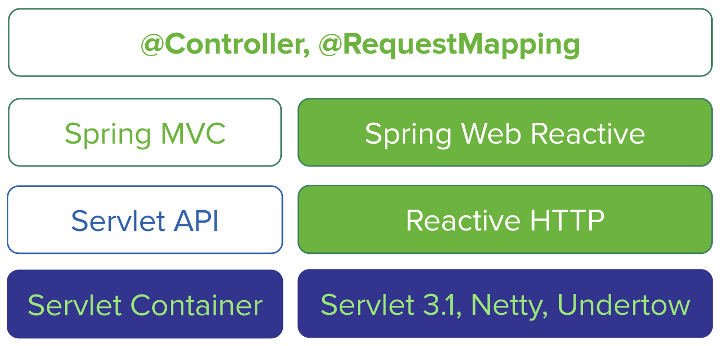 @Controller, @RequestMapping
Spring MVC
Spring Web Reactive
Servlet API
Reactive HTTP
Servlet Container
Servlet 3.1, Netty, Undertow